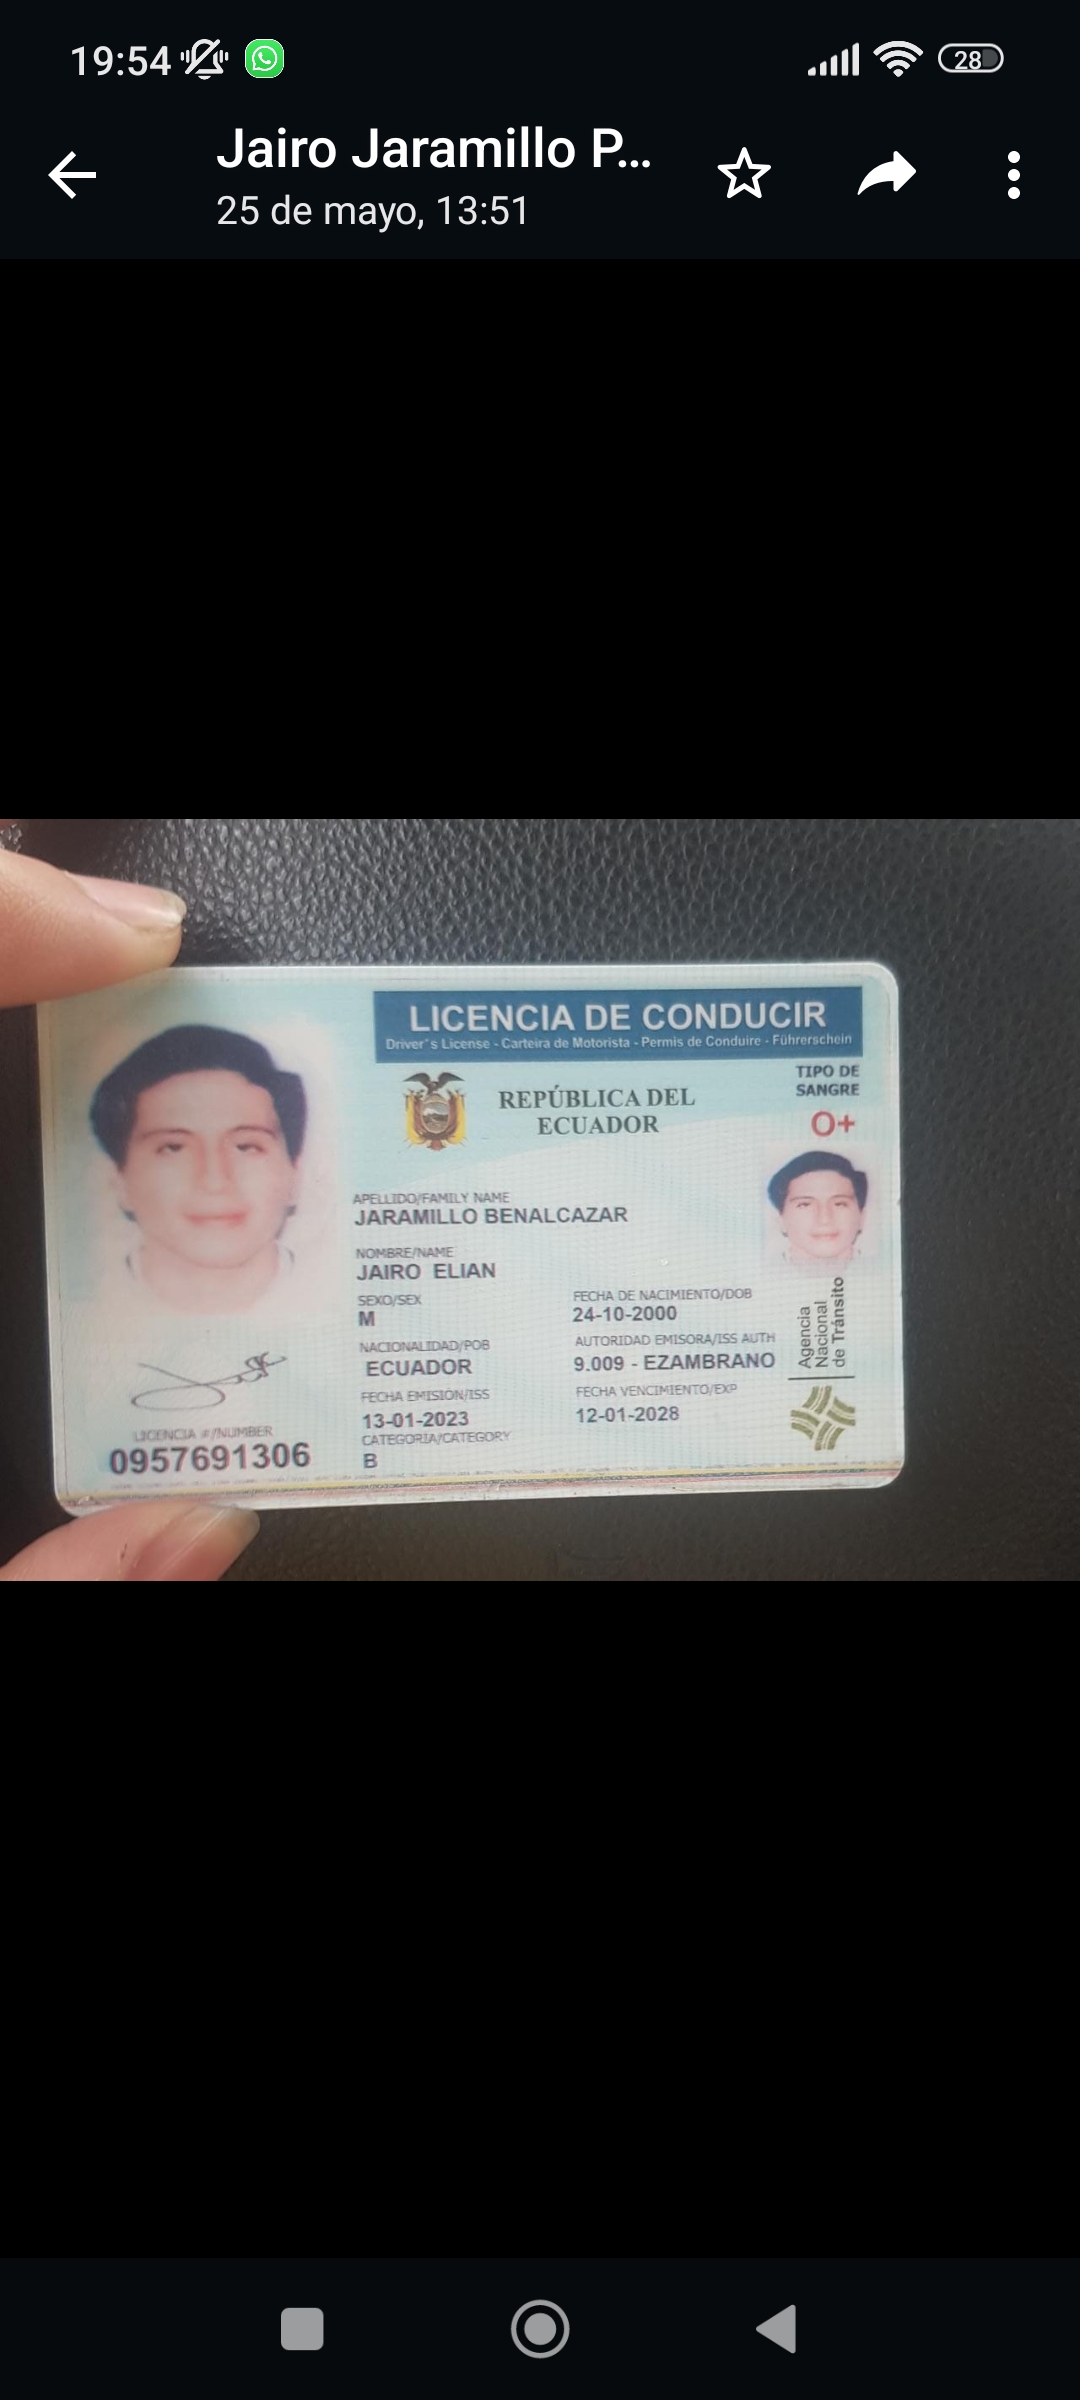 19:54
28
Jairo Jaramillo P...
25 de mayo, 13:51
LICENCIA DE CONDUCIR
Driver's License - Carteira de Motorista - Permis de Conduire - Führerschein
REPÚBLICA DEL
ECUADOR
TIPO DE
SANGRE
O+
APELLIDO/FAMILY NAME
JARAMILLO BENALCAZAR
NOMBRE/NAME
JAIRO ELIAN
SEXO/SEX
M
FECHA DE NACIMIENTO/DOB
24-10-2000
NACIONALIDAD/POB
ECUADOR
AUTORIDAD EMISORA/ISS AUTH
9.009 - EZAMBRANO
FECHA EMISIÓN/ISS
13-01-2023
FECHA VENCIMIENTO/EXP
12-01-2028
CATEGORIA/CATEGORY
B
LICENCIA #/NUMBER
0957691306
Agencia
Nacional
de Tránsito